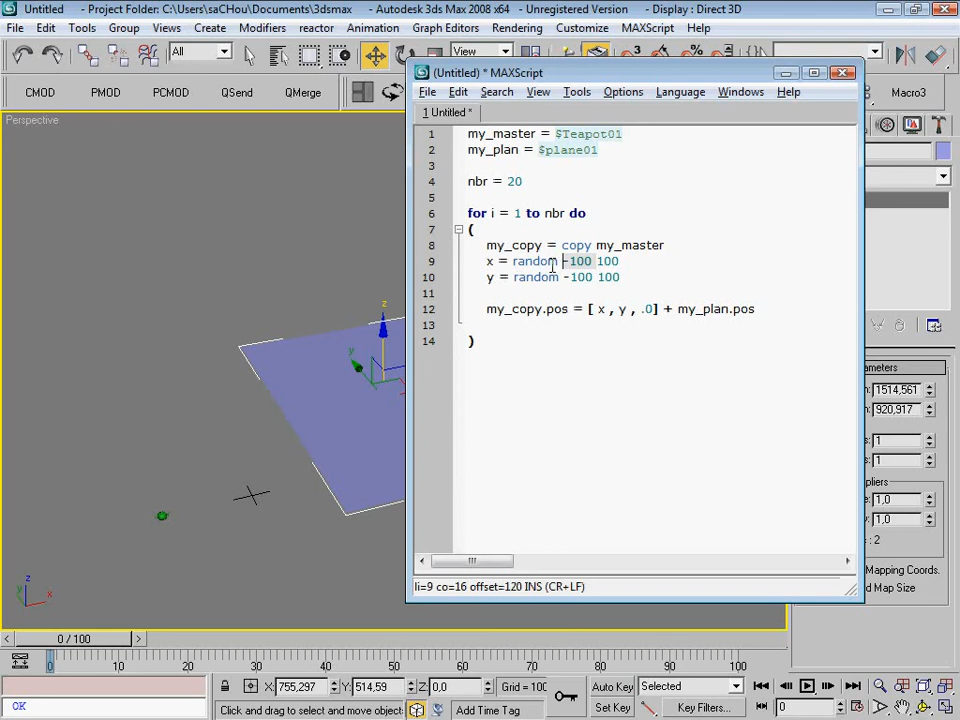 Untitled - Project Folder: C:\Users\saCHou\Documents\3dsmax - Autodesk 3ds Max 2008 x64 - Unregistered Version - Display : Direct 3D
File Edit Tools Group Views Create Modifiers reactor Animation Graph Editors Rendering Customize MAXScript Help
All View
CMOD PMOD PCMOD QSend QMerge Macro3
Perspective
(Untitled) * MAXScript
File Edit Search View Tools Options Language Windows Help
1 Untitled *
1 my_master = $Teapot01
2 my_plan = $plane01
3
4 nbr = 20
5
6 for i = 1 to nbr do
7 (
8 my_copy = copy my_master
9 x = random -100 100
10 y = random -100 100
11
12 my_copy.pos = [ x , y , .0] + my_plan.pos
13
14 )
li=9 co=16 offset=120 INS (CR+LF)
1514,561
920,917
1
1
1,0
1,0
: 2
Mapping Coords.
z
y
z
y
x
0 / 100
0 10 20 30 40 50 60 70 80 90 100
X: 755,297 Y: 514,59 Z: 0,0 Grid = 100
Auto Key Selected
OK
Click and drag to select and move objects
Add Time Tag
Set Key Key Filters... 0